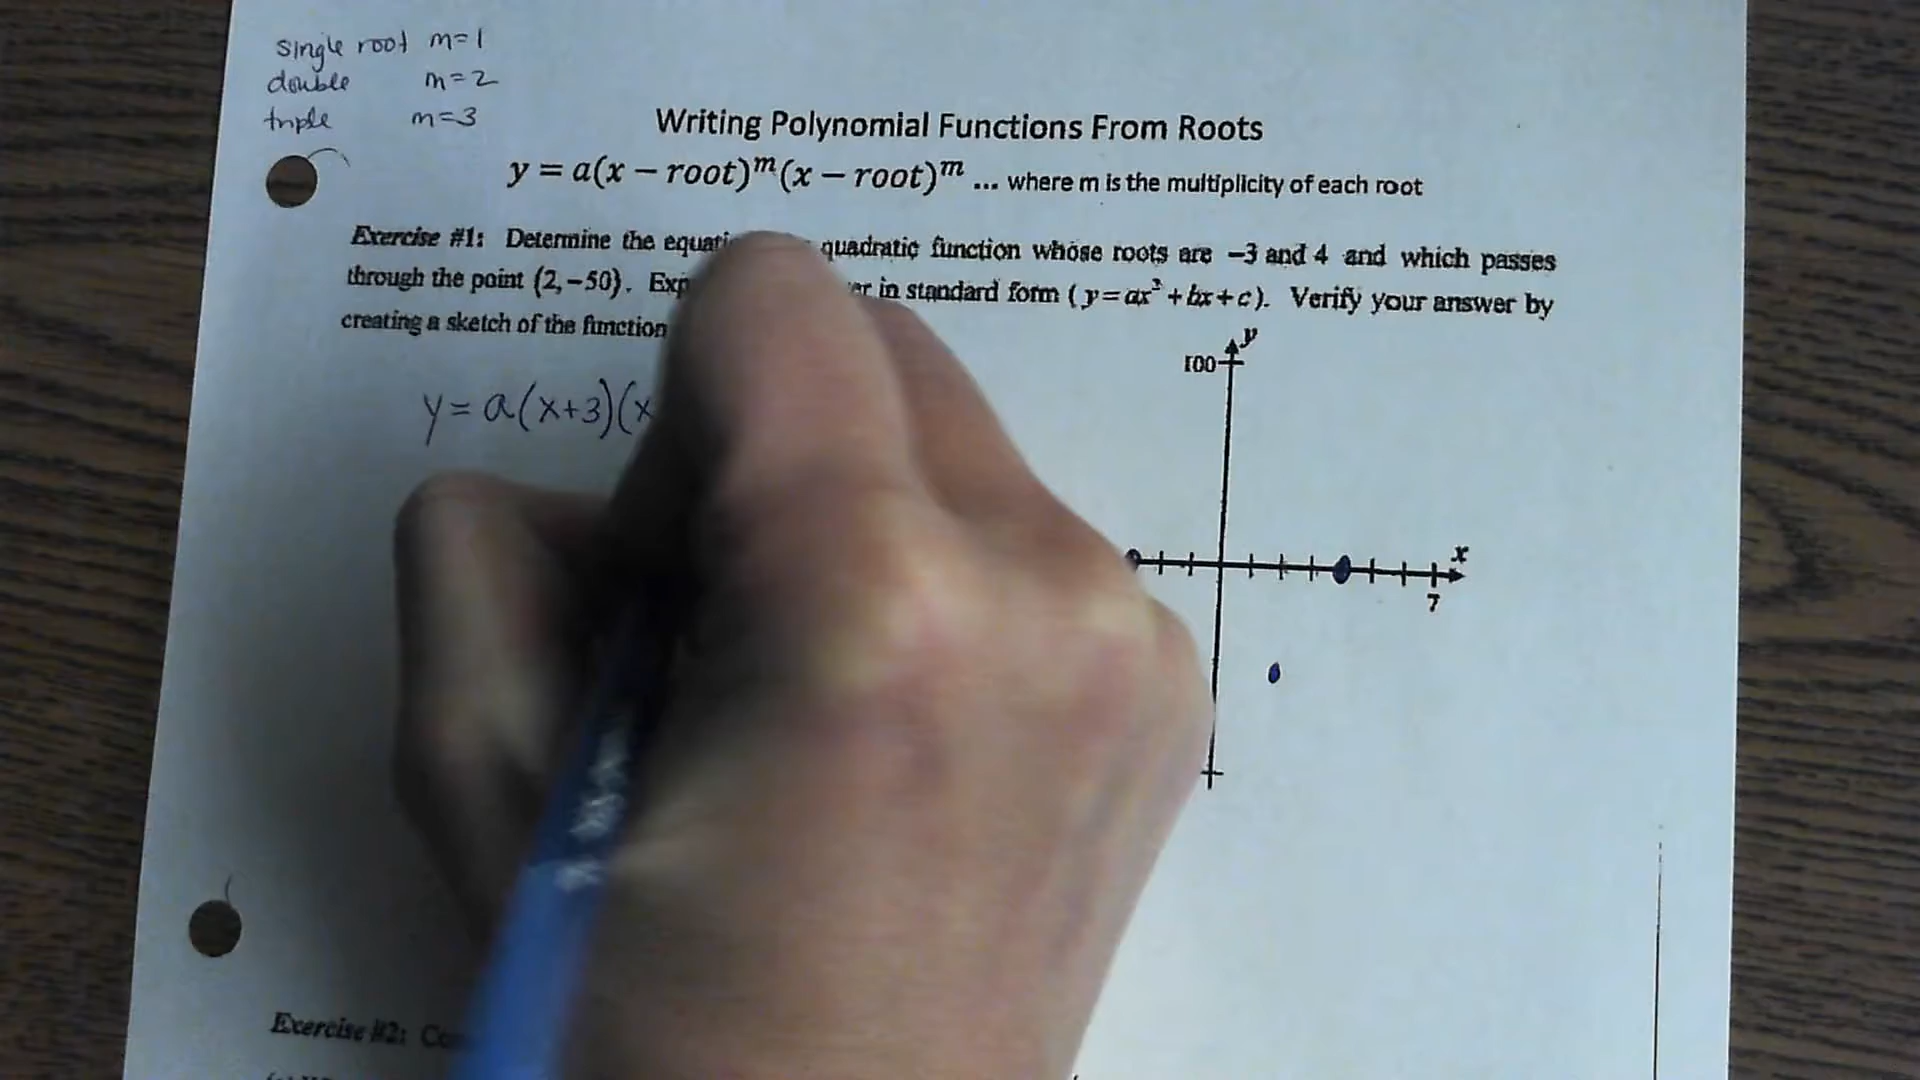 single root m=1
double m=2
triple m=3
Writing Polynomial Functions From Roots
y = a(x − root)^m (x − root)^m ... where m is the multiplicity of each root
Exercise #1: Determine the quadratic function whose roots are −3 and 4 and which passes
through the point (2, −50). in standard form (y = ax² + bx + c). Verify your answer by
creating a sketch of the function
y
100
y = a(x+3)(x
x
7
Exercise #2: